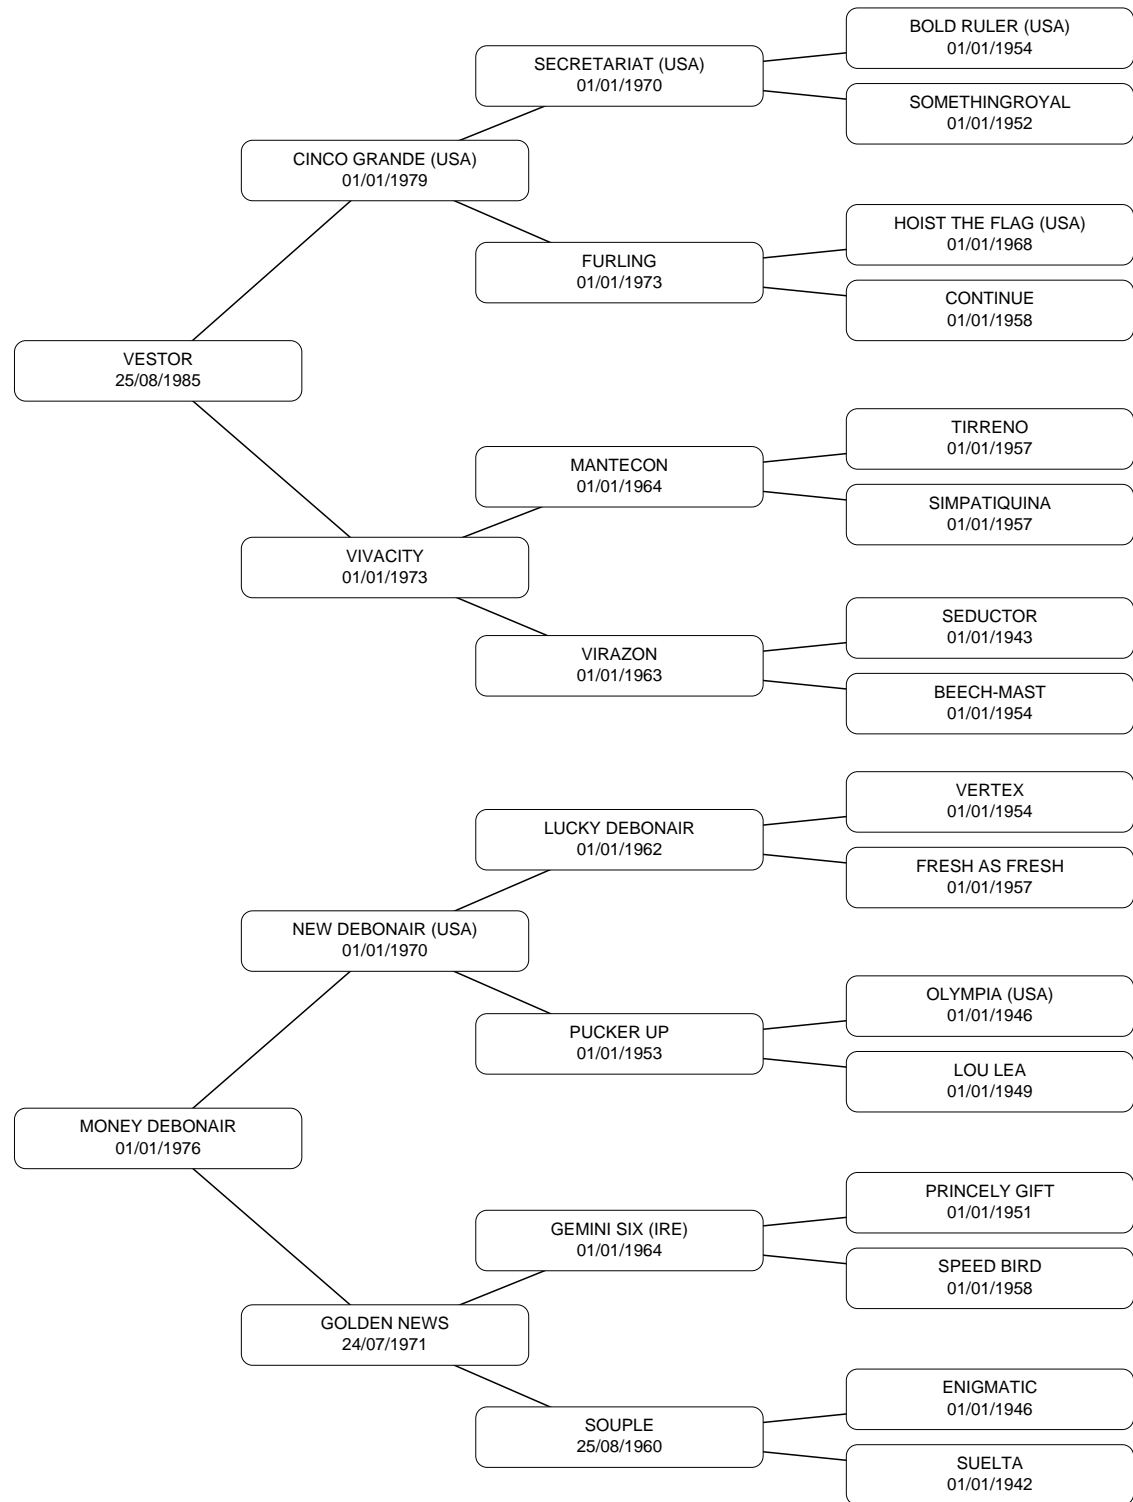 BOLD RULER (USA)
01/01/1954
SECRETARIAT (USA)
01/01/1970
SOMETHINGROYAL
01/01/1952
CINCO GRANDE (USA)
01/01/1979
HOIST THE FLAG (USA)
01/01/1968
FURLING
01/01/1973
CONTINUE
01/01/1958
VESTOR
25/08/1985
TIRRENO
01/01/1957
MANTECON
01/01/1964
SIMPATIQUINA
01/01/1957
VIVACITY
01/01/1973
SEDUCTOR
01/01/1943
VIRAZON
01/01/1963
BEECH-MAST
01/01/1954
VERTEX
01/01/1954
LUCKY DEBONAIR
01/01/1962
FRESH AS FRESH
01/01/1957
NEW DEBONAIR (USA)
01/01/1970
OLYMPIA (USA)
01/01/1946
PUCKER UP
01/01/1953
LOU LEA
01/01/1949
MONEY DEBONAIR
01/01/1976
PRINCELY GIFT
01/01/1951
GEMINI SIX (IRE)
01/01/1964
SPEED BIRD
01/01/1958
GOLDEN NEWS
24/07/1971
ENIGMATIC
01/01/1946
SOUPLE
25/08/1960
SUELTA
01/01/1942